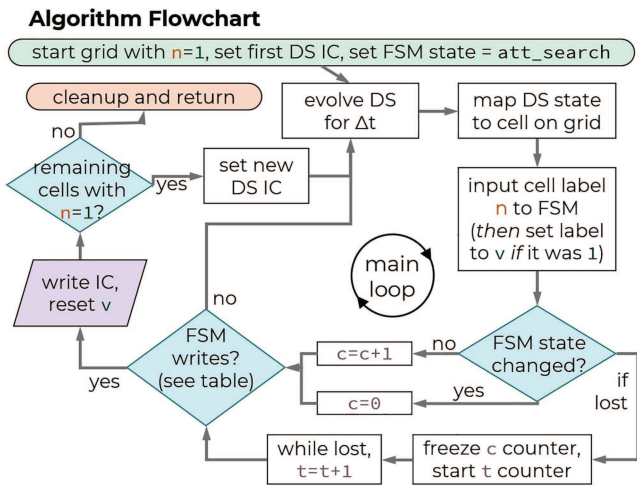 Algorithm Flowchart
start grid with n=1, set first DS IC, set FSM state = att_search
cleanup and return
evolve DS
for Δt
map DS state
to cell on grid
no
remaining
cells with
n=1?
yes
set new
DS IC
input cell label
n to FSM
(then set label
to v if it was 1)
write IC,
reset v
main
loop
no
FSM
writes?
(see table)
yes
c=c+1
no
FSM state
changed?
c=0
yes
if
lost
while lost,
t=t+1
freeze c counter,
start t counter